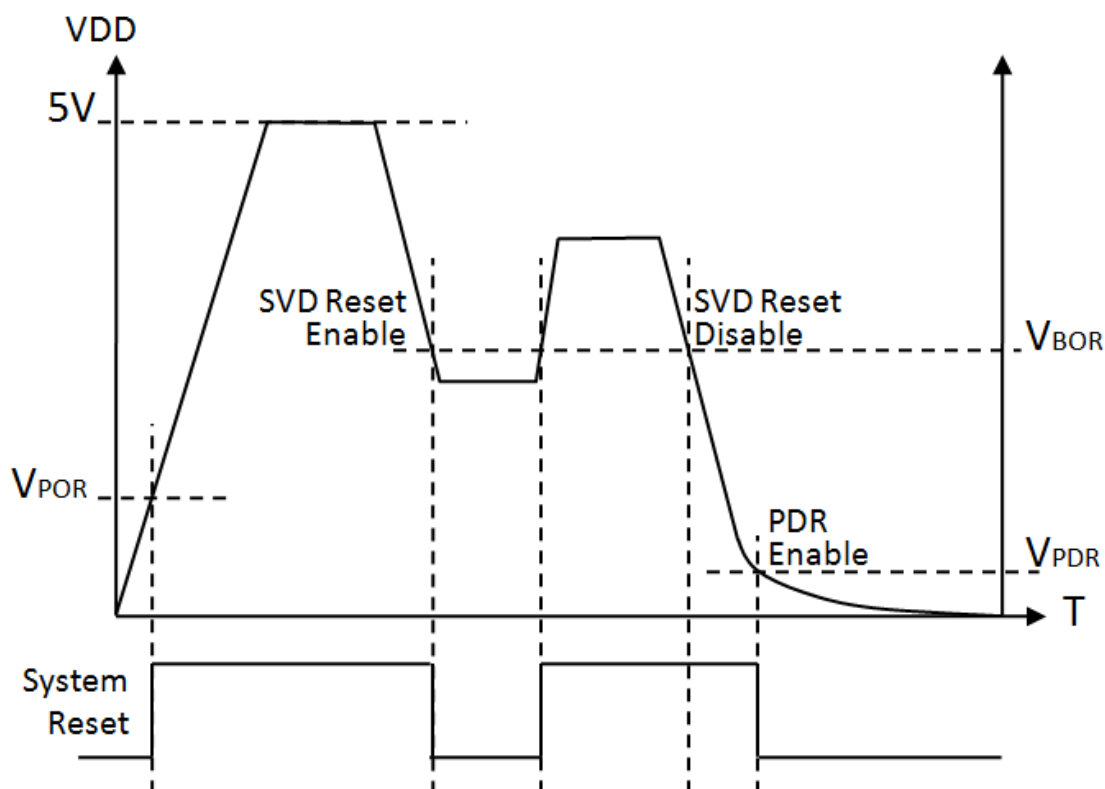 VDD
5V
SVD Reset
Enable
SVD Reset
Disable
VBOR
VPOR
PDR
Enable
VPDR
T
System
Reset